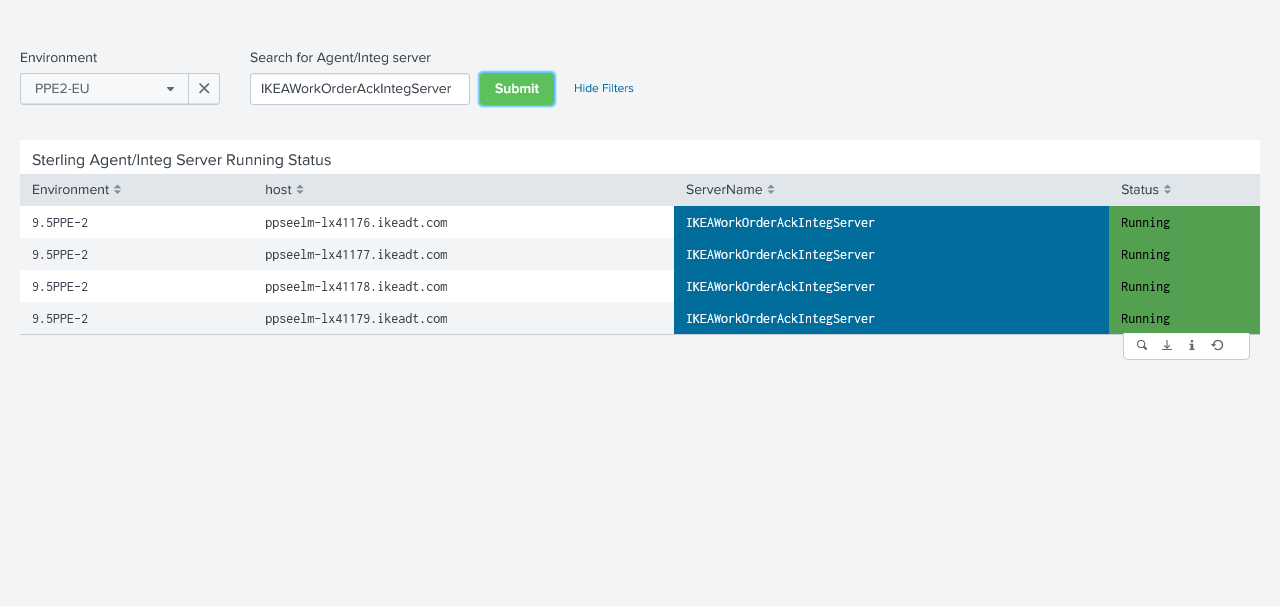 Environment
Search for Agent/Integ server
PPE2-EU
IKEAWorkOrderAckIntegServer
Submit
Hide Filters
Sterling Agent/Integ Server Running Status
Environment host ServerName Status
9.5PPE-2 ppseelm-lx41176.ikeadt.com IKEAWorkOrderAckIntegServer Running
9.5PPE-2 ppseelm-lx41177.ikeadt.com IKEAWorkOrderAckIntegServer Running
9.5PPE-2 ppseelm-lx41178.ikeadt.com IKEAWorkOrderAckIntegServer Running
9.5PPE-2 ppseelm-lx41179.ikeadt.com IKEAWorkOrderAckIntegServer Running